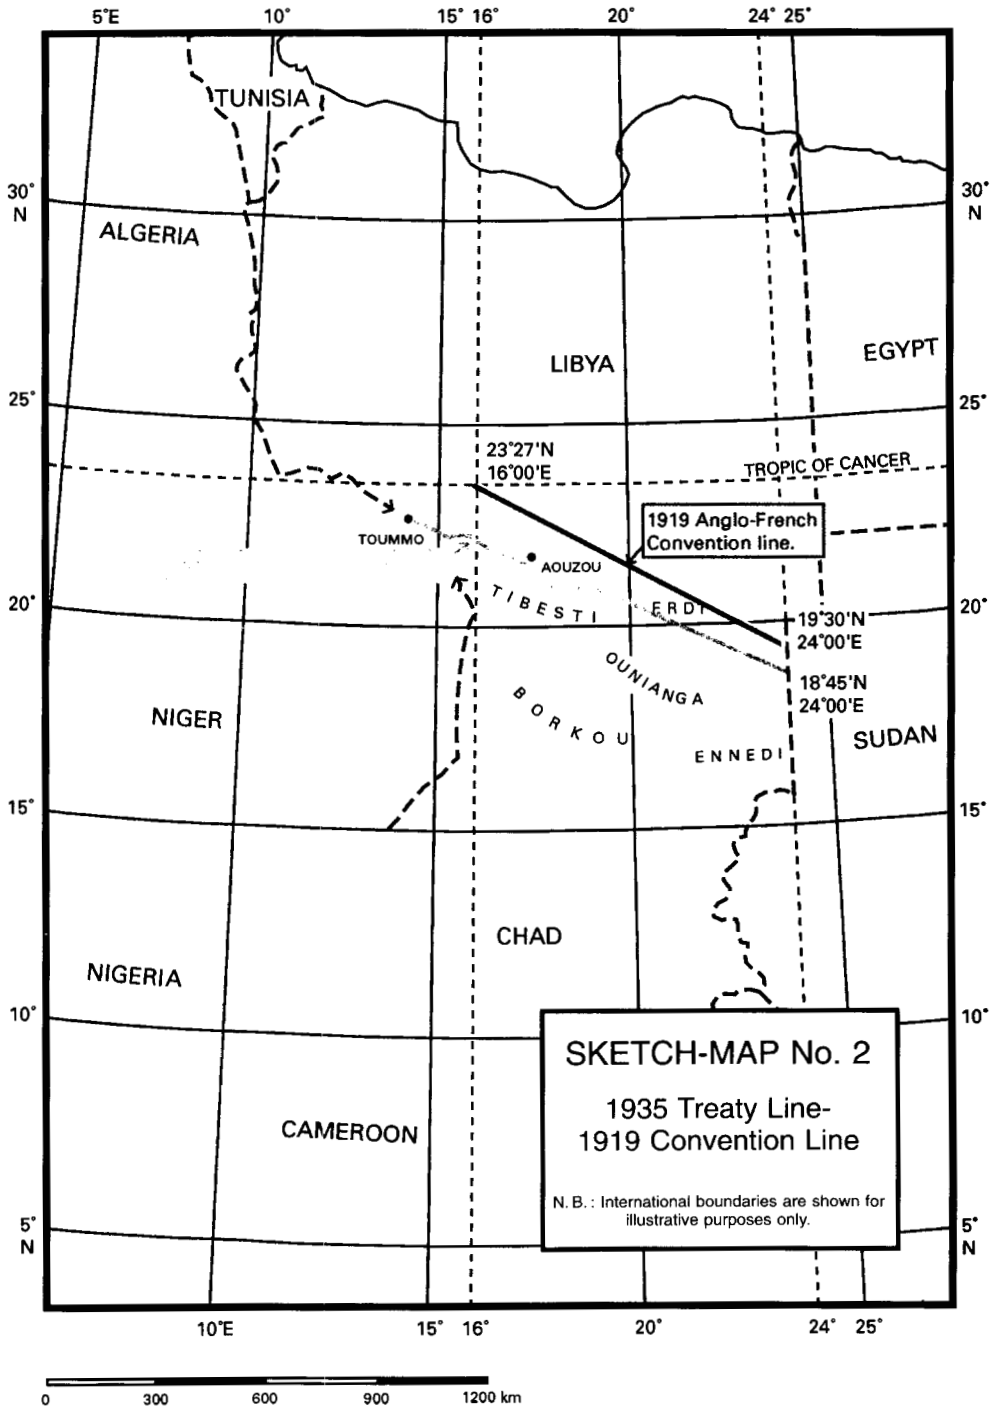 5°E 10° 15° 16° 20° 24° 25°
TUNISIA
30°
N
30°
N
ALGERIA
LIBYA
EGYPT
25°
25°
23°27'N
16°00'E
TROPIC OF CANCER
1919 Anglo-French
Convention line.
TOUMMO
AOUZOU
TIBESTI
ERDI
20°
20°
19°30'N
24°00'E
OUNIANGA
18°45'N
24°00'E
BORKOU
NIGER
ENNEDI
SUDAN
15°
15°
CHAD
NIGERIA
10°
10°
SKETCH-MAP No. 2
1935 Treaty Line-
1919 Convention Line
N.B.: International boundaries are shown for
illustrative purposes only.
CAMEROON
5°
N
5°
N
10°E 15° 16° 20° 24° 25°
0 300 600 900 1200 km